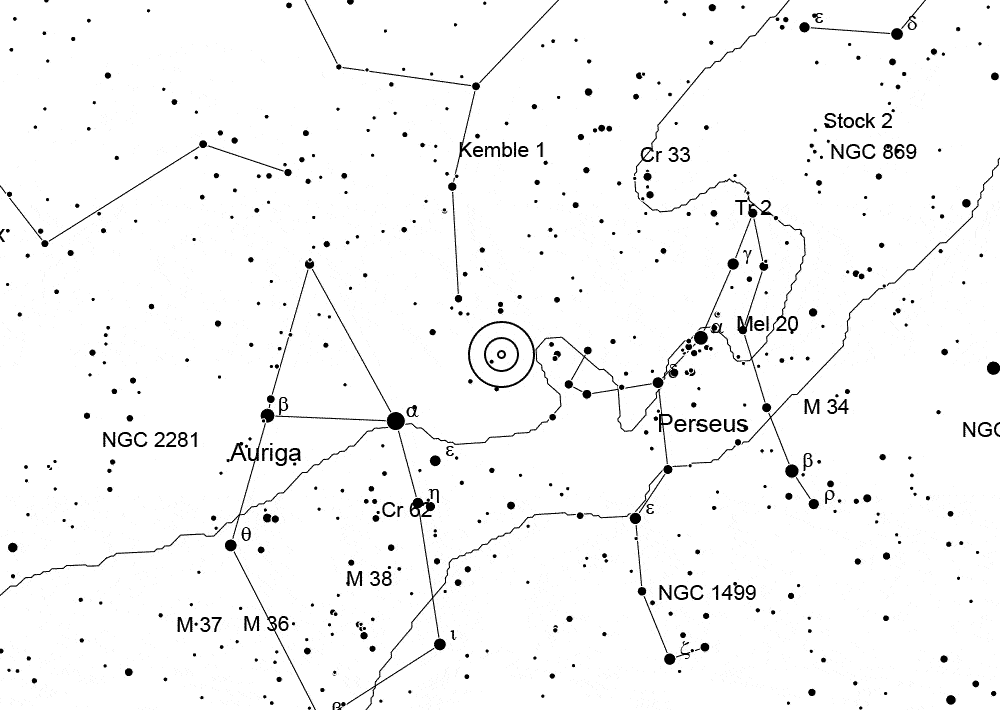 ε
δ
Stock 2
Kemble 1
Cr 33
NGC 869
Tr 2
γ
α
Mel 20
δ
β
α
M 34
Perseus
NGC 2281
Auriga
ε
β
NGC
η
ρ
Cr 62
ε
θ
M 38
NGC 1499
M 37
M 36
ι
ζ
β